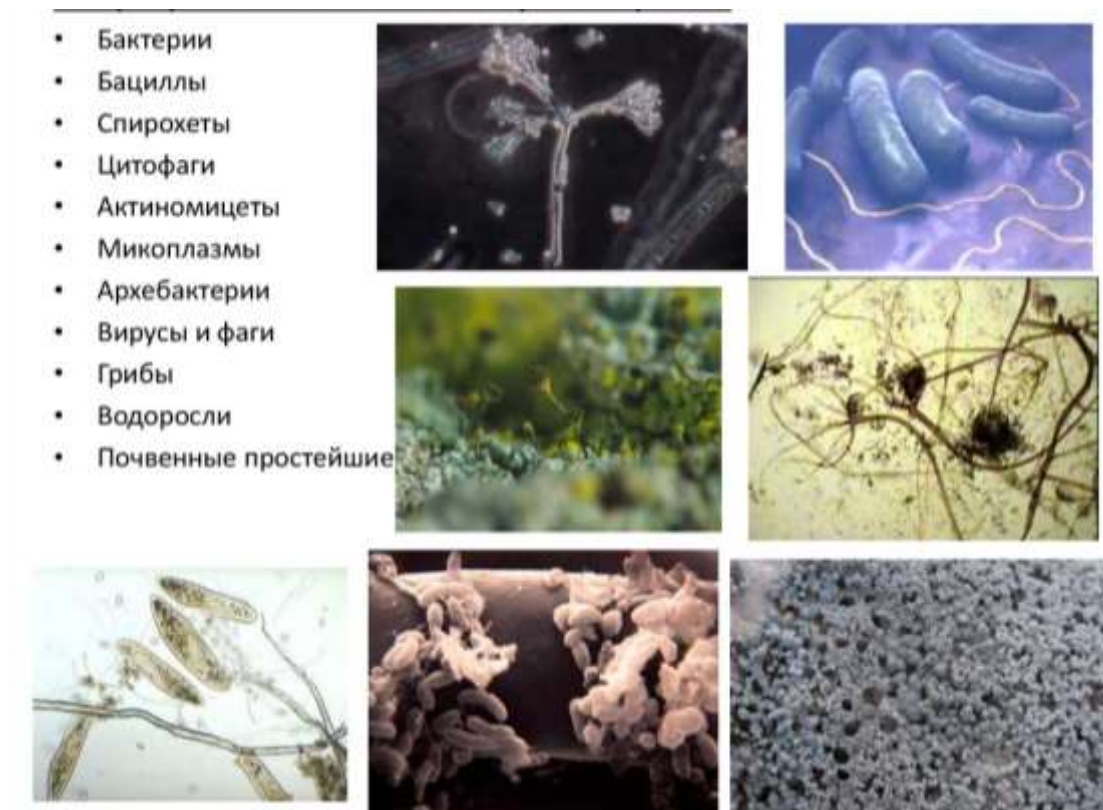 • Бактерии
• Бациллы
• Спирохеты
• Цитофаги
• Актиномицеты
• Микоплазмы
• Архебактерии
• Вирусы и фаги
• Грибы
• Водоросли
• Почвенные простейшие